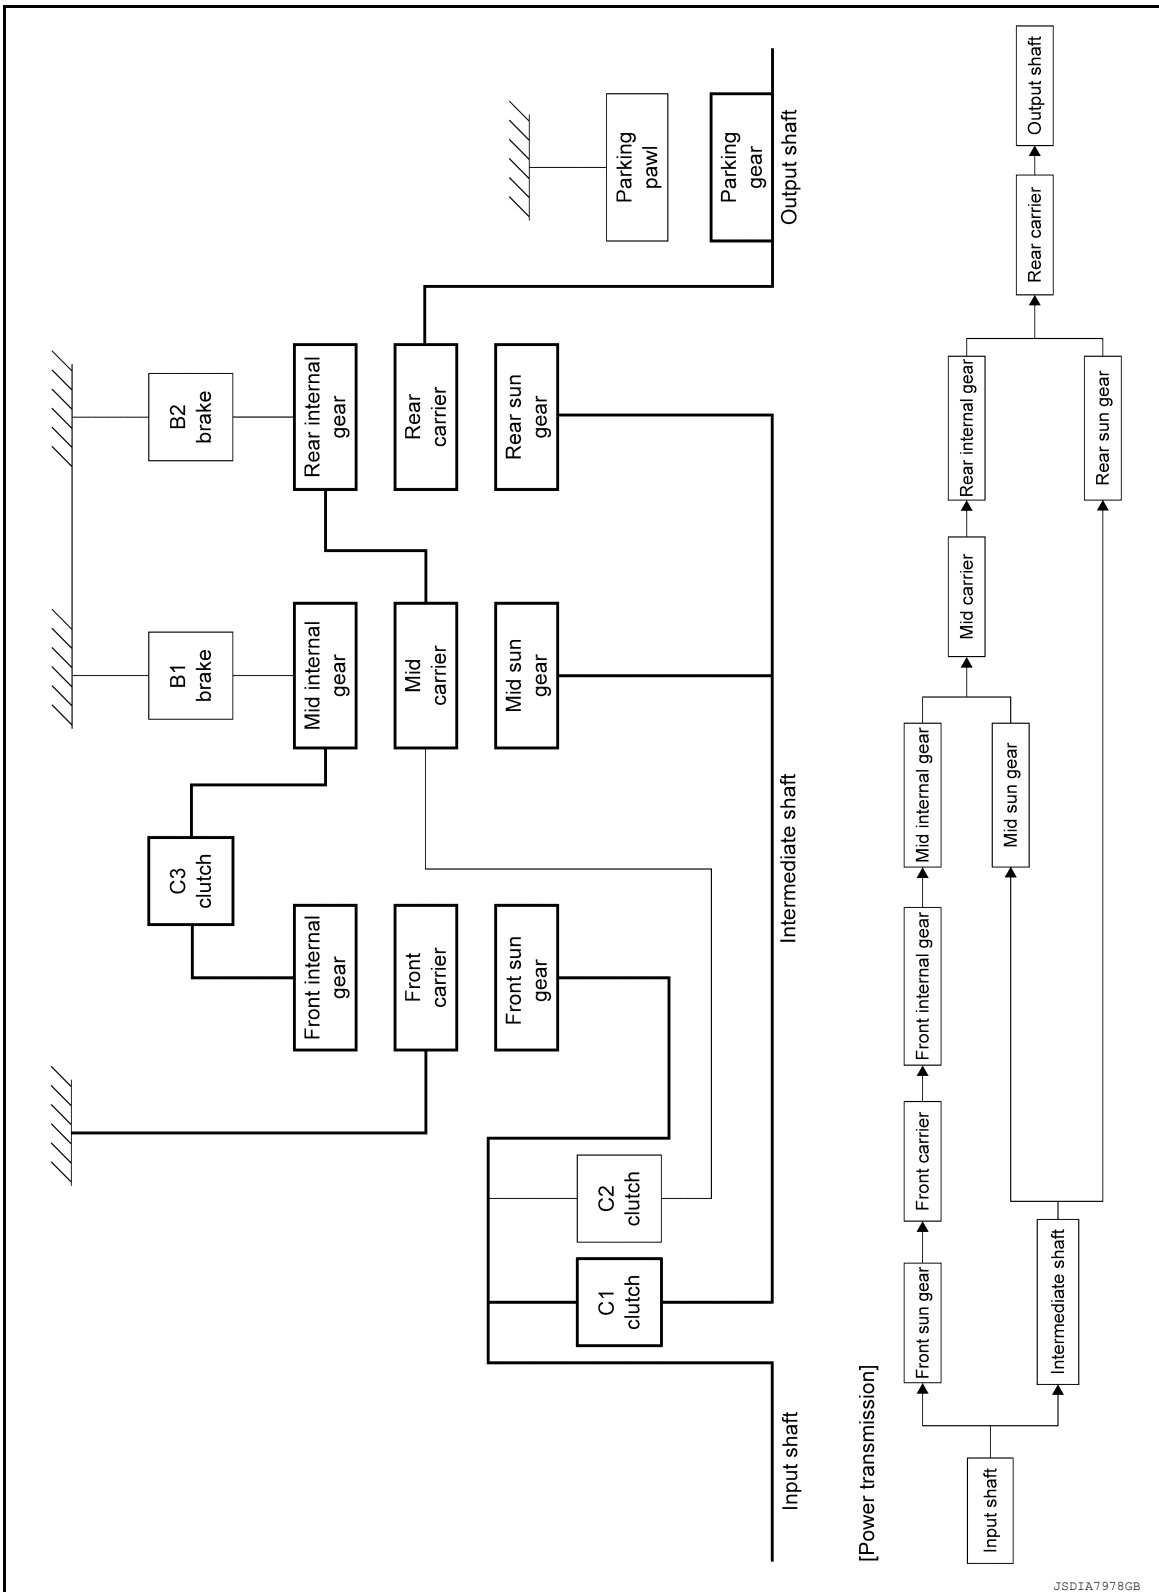 B1
brake
B2
brake
C3
clutch
Front internal
gear
Mid internal
gear
Rear internal
gear
Front
carrier
Mid
carrier
Rear
carrier
Front sun
gear
Mid sun
gear
Rear sun
gear
C1
clutch
C2
clutch
Parking
pawl
Parking
gear
Input shaft
Intermediate shaft
Output shaft
[Power transmission]
Input shaft
Front sun gear
Front carrier
Front internal gear
Mid internal gear
Mid carrier
Rear internal gear
Rear carrier
Output shaft
Intermediate shaft
Mid sun gear
Rear sun gear
JSDIA7978GB